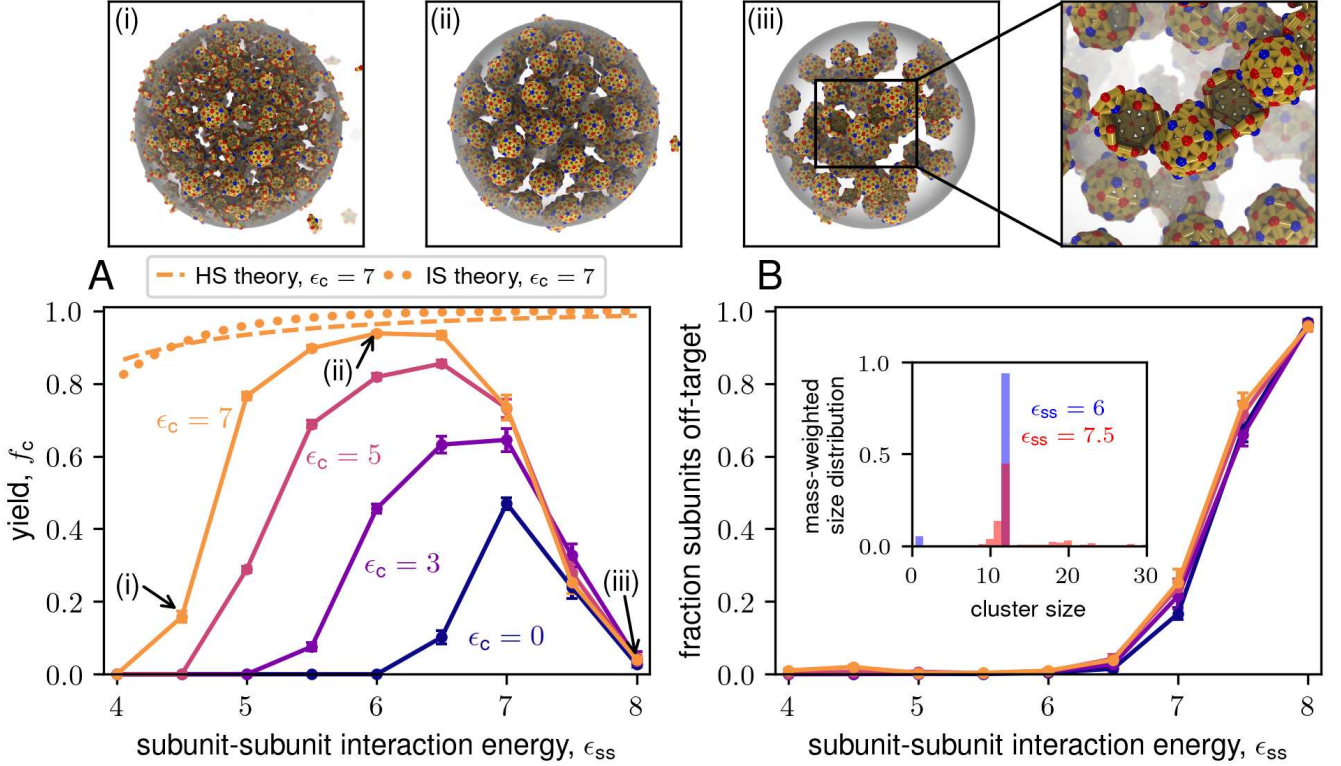 (i)
(ii)
(iii)
A
HS theory, ϵc = 7
IS theory, ϵc = 7
B
yield, fc
1.0
0.8
0.6
0.4
0.2
0.0
(ii)
ϵc = 7
ϵc = 5
ϵc = 3
(i)
(iii)
ϵc = 0
4
5
6
7
8
subunit-subunit interaction energy, ϵss
fraction subunits off-target
1.0
0.8
0.6
0.4
0.2
0.0
mass-weighted
size distribution
1.0
0.5
0.0
ϵss = 6
ϵss = 7.5
0
10
20
30
cluster size
4
5
6
7
8
subunit-subunit interaction energy, ϵss